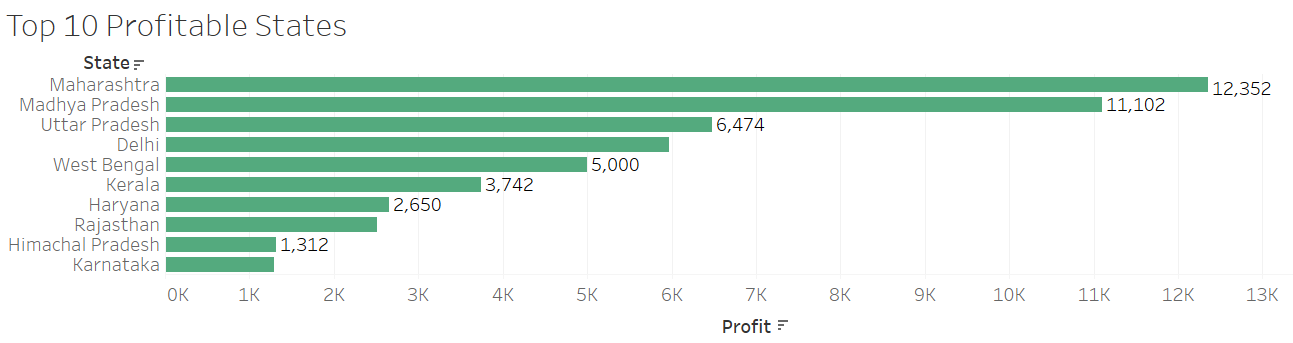 Top 10 Profitable States
State
Maharashtra 12,352
Madhya Pradesh 11,102
Uttar Pradesh 6,474
Delhi
West Bengal 5,000
Kerala 3,742
Haryana 2,650
Rajasthan
Himachal Pradesh 1,312
Karnataka
0K 1K 2K 3K 4K 5K 6K 7K 8K 9K 10K 11K 12K 13K
Profit